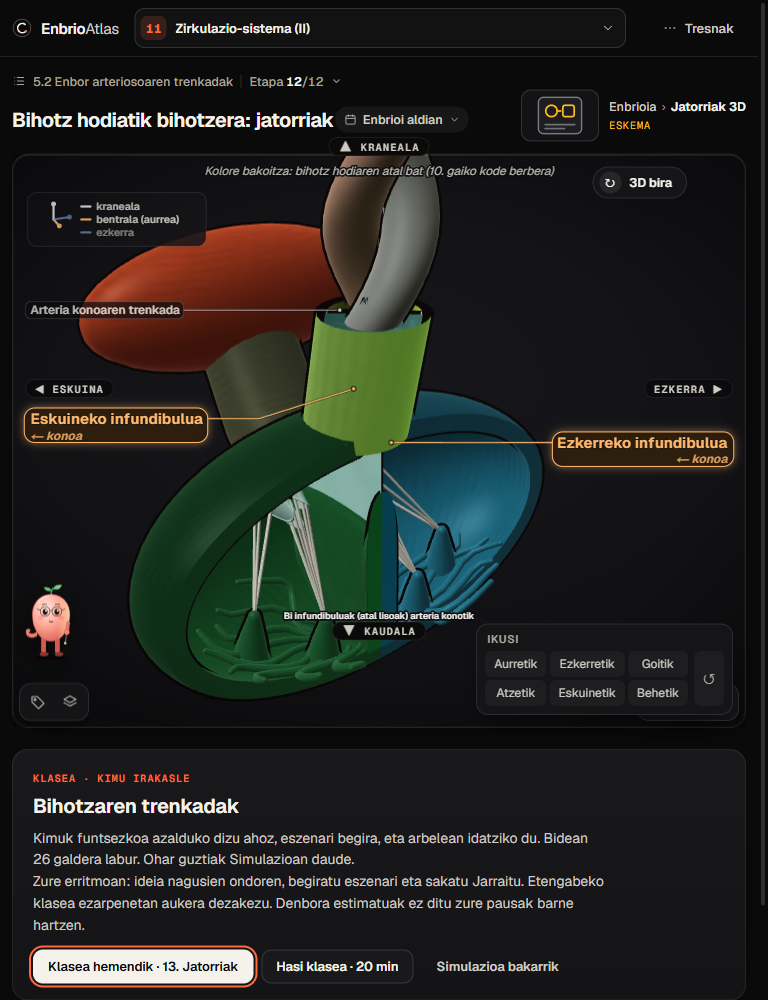 EnbrioAtlas
11 Zirkulazio-sistema (II)
Tresnak
5.2 Enbor arteriosoaren trenkadak
Etapa 12/12
Bihotz hodiatik bihotzera: jatorriak
Enbrioi aldian
Enbrioia › Jatorriak 3D
ESKEMA
▲ KRANEALA
Kolore bakoitza: bihotz hodiaren atal bat (10. gaiko kode berbera)
↻ 3D bira
kraneala
bentrala (aurrea)
ezkerra
Arteria konoaren trenkada
◀ ESKUINA
EZKERRA ▶
Eskuineko infundibulua
← konoa
Ezkerreko infundibulua
← konoa
Bi infundibuluak (atal lisoak) arteria konotik
▼ KAUDALA
IKUSI
Aurretik Ezkerretik Goitik
Atzetik Eskuinetik Behetik
↺
KLASEA · KIMU IRAKASLE
Bihotzaren trenkadak
Kimuk funtsezkoa azalduko dizu ahoz, eszenari begira, eta arbelean idatziko du. Bidean
26 galdera labur. Ohar guztiak Simulazioan daude.
Zure erritmoan: ideia nagusien ondoren, begiratu eszenari eta sakatu Jarraitu. Etengabeko
klasea ezarpenetan aukera dezakezu. Denbora estimatuak ez ditu zure pausak barne
hartzen.
Klasea hemendik · 13. Jatorriak
Hasi klasea · 20 min
Simulazioa bakarrik